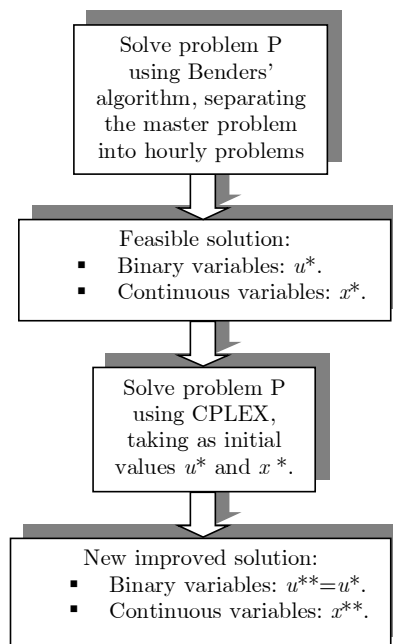 Solve problem P
using Benders'
algorithm, separating
the master problem
into hourly problems
Feasible solution:
▪ Binary variables: u*.
▪ Continuous variables: x*.
Solve problem P
using CPLEX,
taking as initial
values u* and x *.
New improved solution:
▪ Binary variables: u**=u*.
▪ Continuous variables: x**.